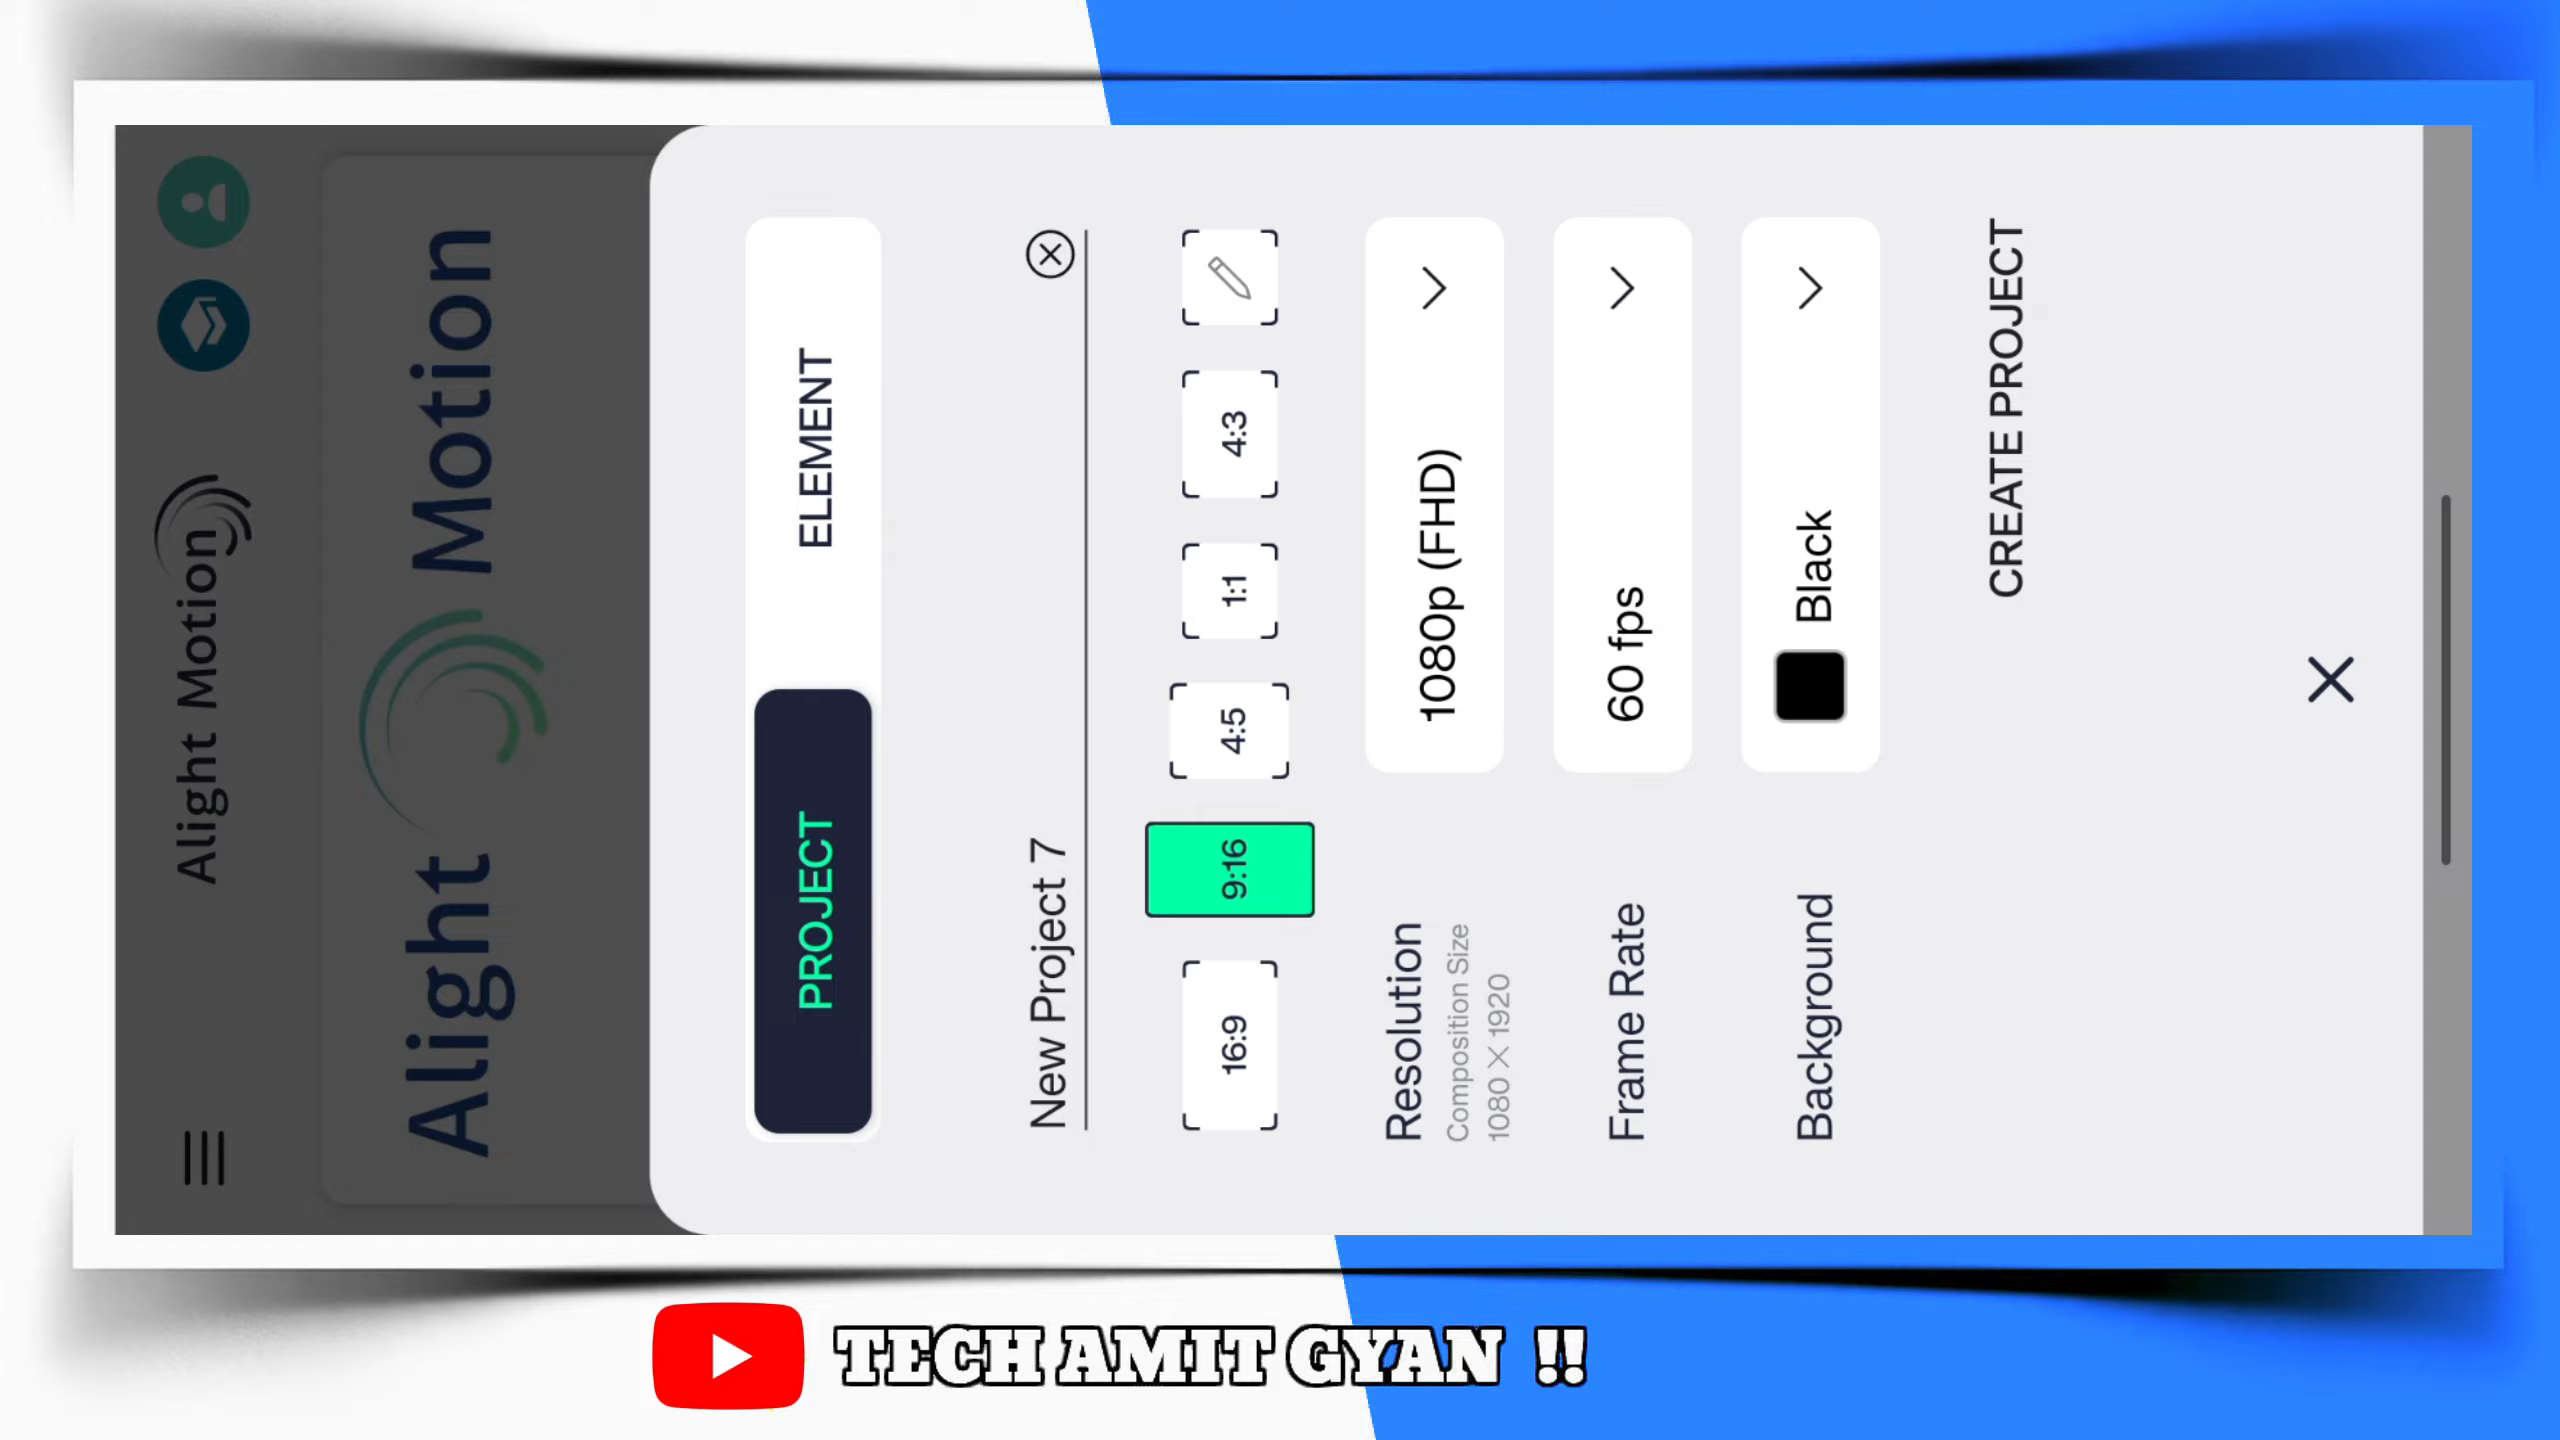 Alight Motion
Alight Motion
PROJECT ELEMENT
New Project 7
16:9 9:16 4:5 1:1 4:3
Resolution 1080p (FHD)
Composition Size
1080 X 1920
Frame Rate 60 fps
Background Black
CREATE PROJECT
TECH AMIT GYAN !!